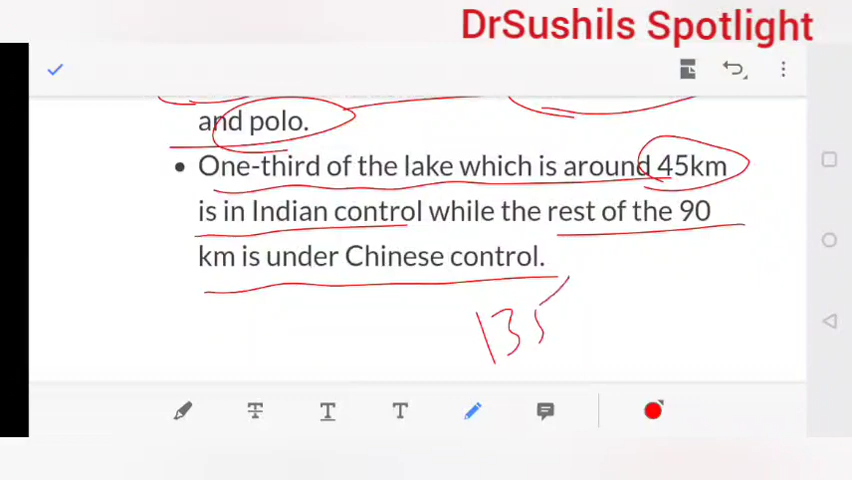 DrSushils Spotlight
and polo.
• One-third of the lake which is around 45km
is in Indian control while the rest of the 90
km is under Chinese control.
135
T T T